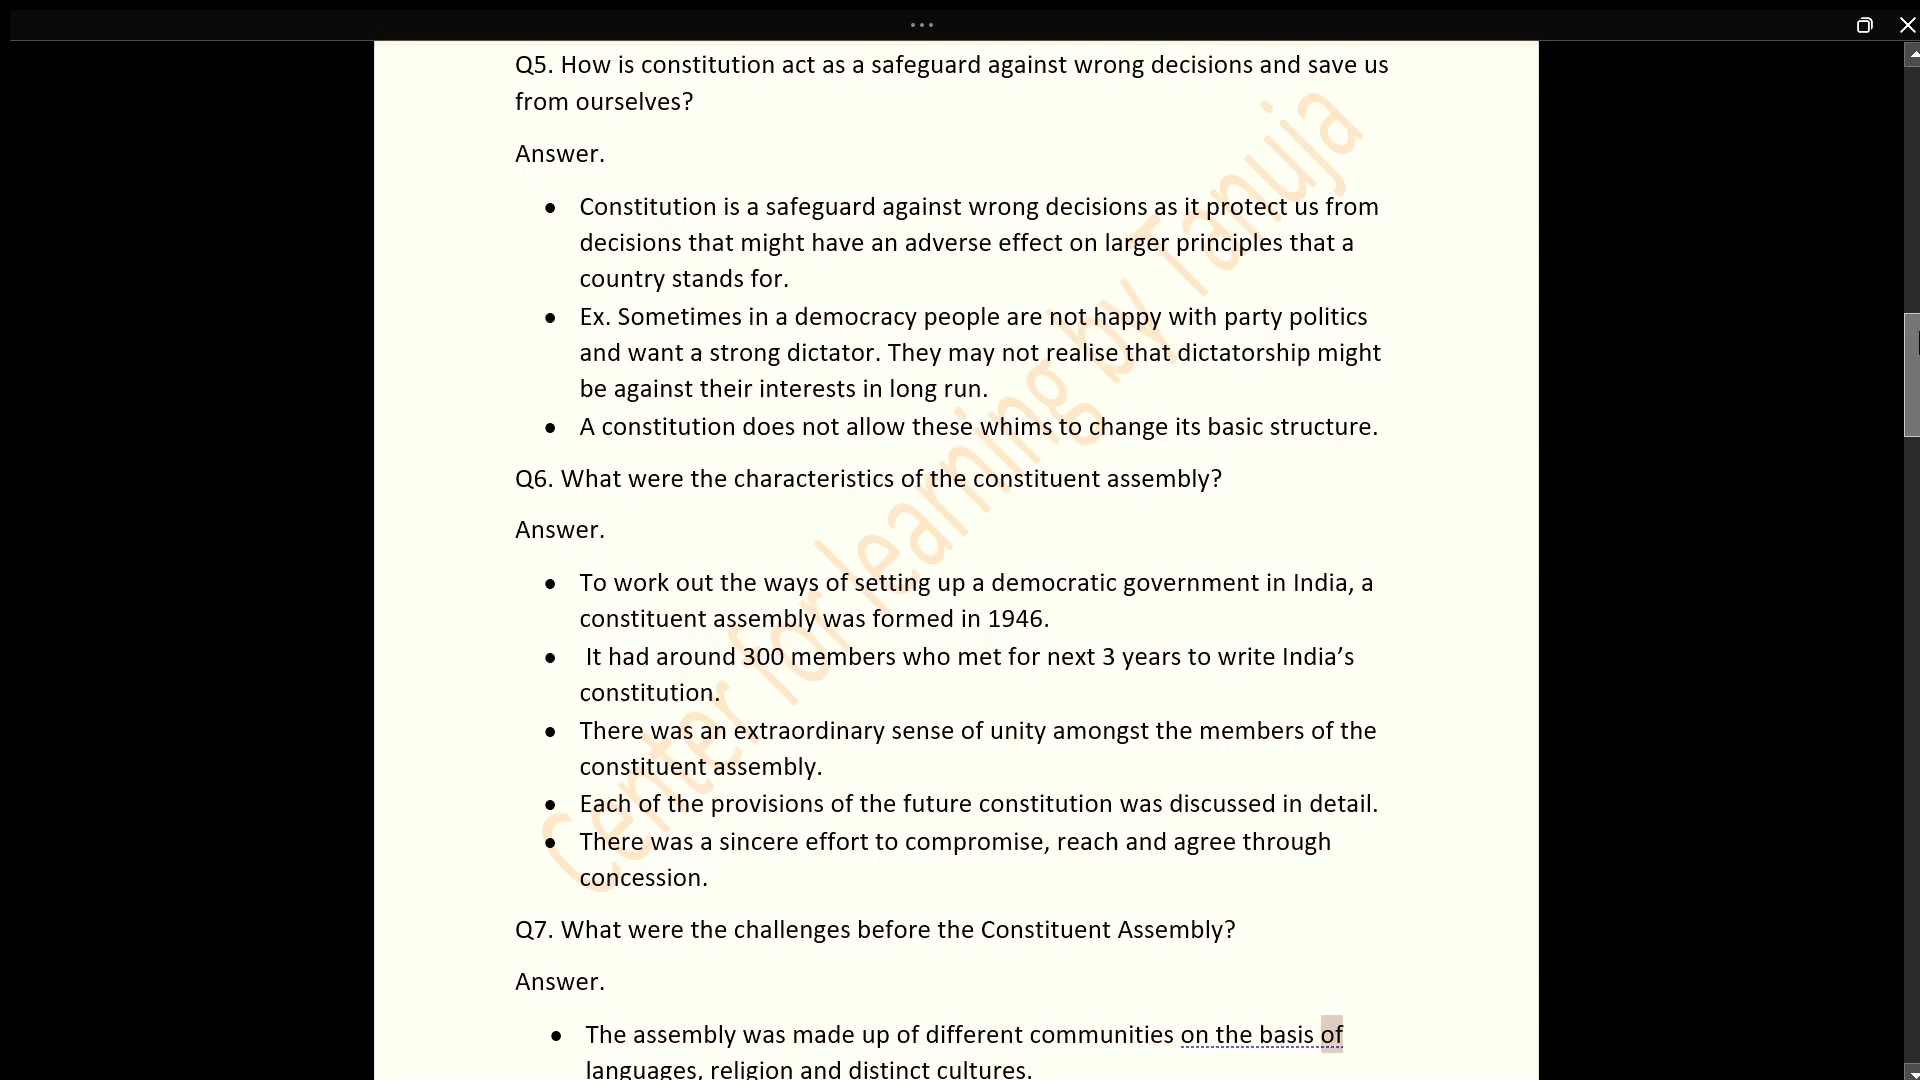 Q5. How is constitution act as a safeguard against wrong decisions and save us
from ourselves?
Answer.
● Constitution is a safeguard against wrong decisions as it protect us from
decisions that might have an adverse effect on larger principles that a
country stands for.
● Ex. Sometimes in a democracy people are not happy with party politics
and want a strong dictator. They may not realise that dictatorship might
be against their interests in long run.
● A constitution does not allow these whims to change its basic structure.
Q6. What were the characteristics of the constituent assembly?
Answer.
● To work out the ways of setting up a democratic government in India, a
constituent assembly was formed in 1946.
● It had around 300 members who met for next 3 years to write India’s
constitution.
● There was an extraordinary sense of unity amongst the members of the
constituent assembly.
● Each of the provisions of the future constitution was discussed in detail.
● There was a sincere effort to compromise, reach and agree through
concession.
Q7. What were the challenges before the Constituent Assembly?
Answer.
● The assembly was made up of different communities on the basis of
languages, religion and distinct cultures.
Center for learning by Tanuja